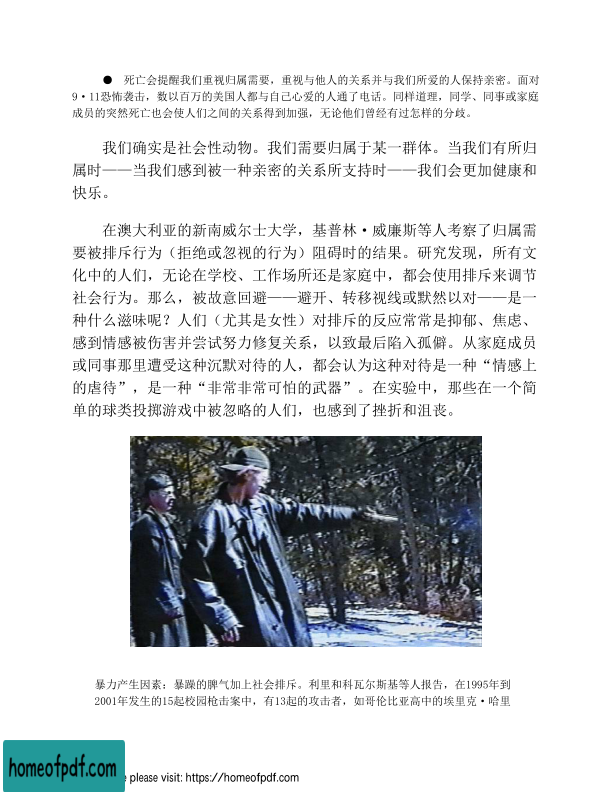 ● 死亡会提醒我们重视归属需要，重视与他人的关系并与我们所爱的人保持亲密。面对
9·11恐怖袭击，数以百万的美国人都与自己心爱的人通了电话。同样道理，同学、同事或家庭
成员的突然死亡也会使人们之间的关系得到加强，无论他们曾经有过怎样的分歧。
我们确实是社会性动物。我们需要归属于某一群体。当我们有所归
属时——当我们感到被一种亲密的关系所支持时——我们会更加健康和
快乐。
在澳大利亚的新南威尔士大学，基普林·威廉斯等人考察了归属需
要被排斥行为（拒绝或忽视的行为）阻碍时的结果。研究发现，所有文
化中的人们，无论在学校、工作场所还是家庭中，都会使用排斥来调节
社会行为。那么，被故意回避——避开、转移视线或默然以对——是一
种什么滋味呢？人们（尤其是女性）对排斥的反应常常是抑郁、焦虑、
感到情感被伤害并尝试努力修复关系，以致最后陷入孤僻。从家庭成员
或同事那里遭受这种沉默对待的人，都会认为这种对待是一种“情感上
的虐待”，是一种“非常非常可怕的武器”。在实验中，那些在一个简
单的球类投掷游戏中被忽略的人们，也感到了挫折和沮丧。
暴力产生因素：暴躁的脾气加上社会排斥。利里和科瓦尔斯基等人报告，在1995年到
2001年发生的15起校园枪击案中，有13起的攻击者，如哥伦比亚高中的埃里克·哈里
homeofpdf.com
e please visit: https://homeofpdf.com